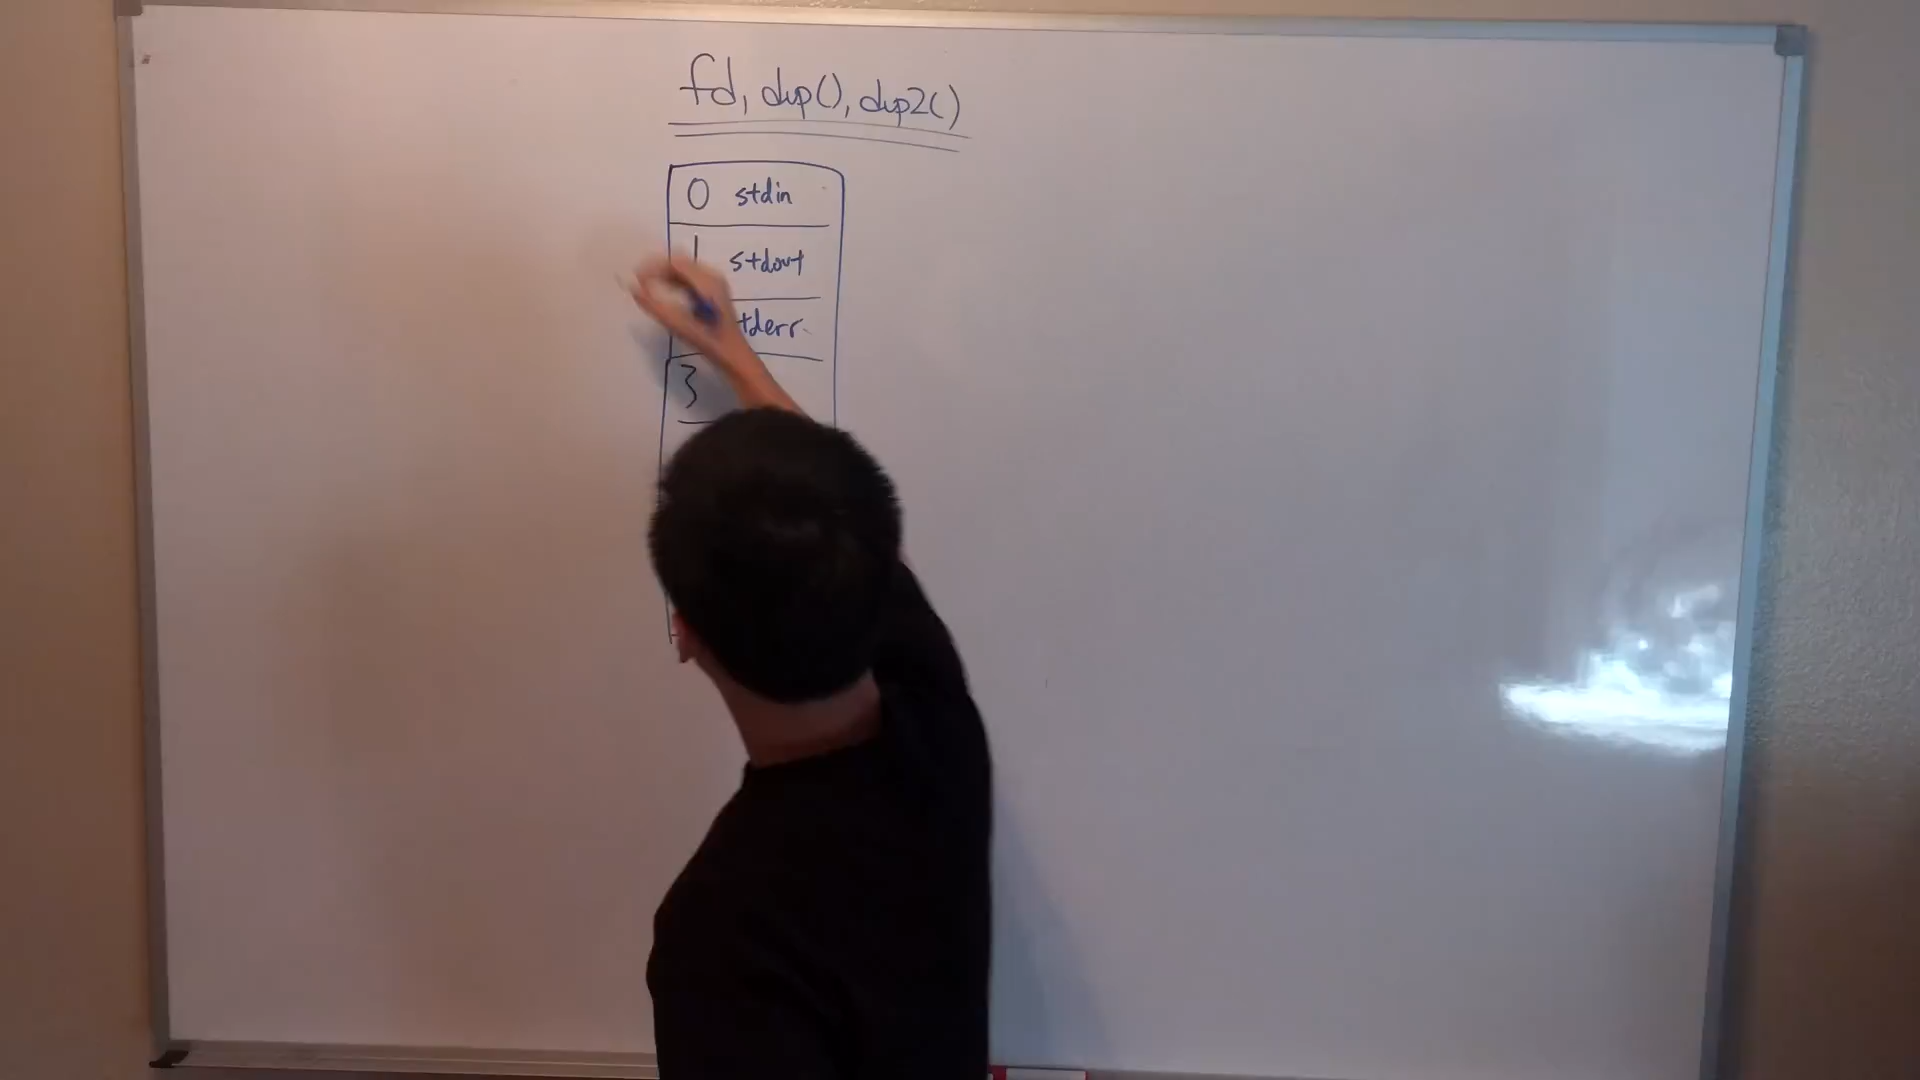 fd, dup(), dup2()
0 stdin
1 stdout
3